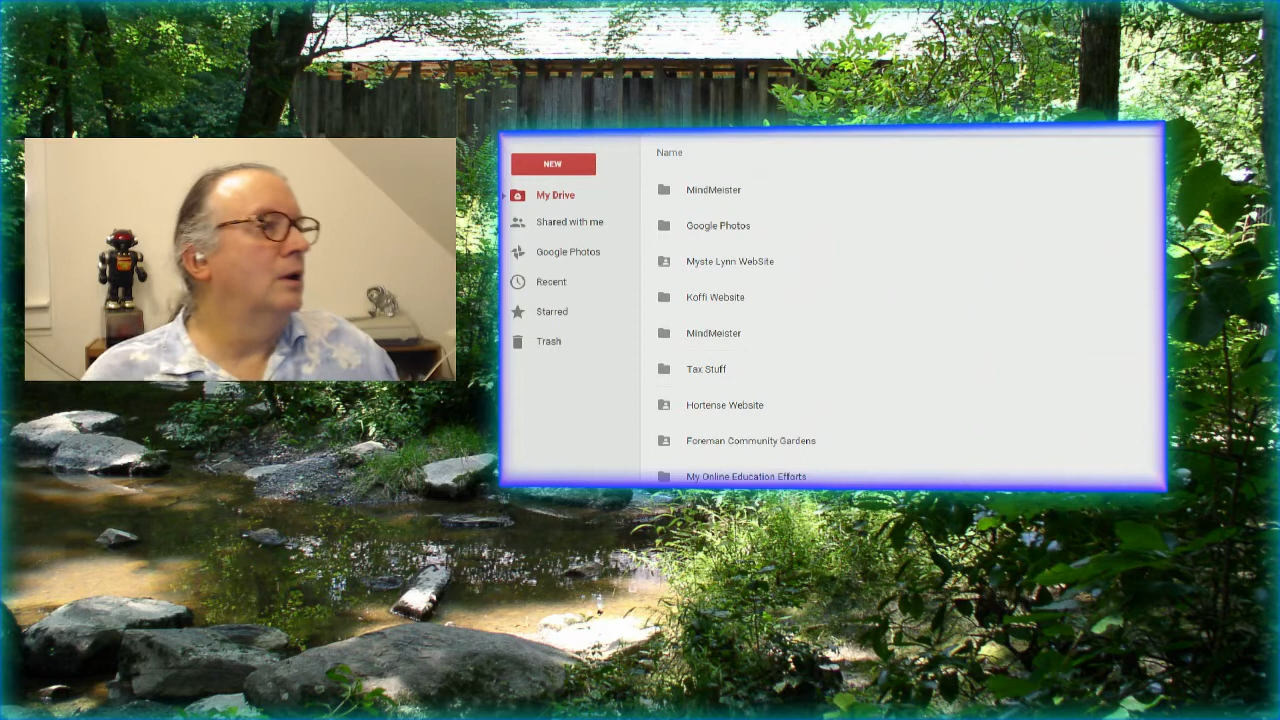 NEW
My Drive
Shared with me
Google Photos
Recent
Starred
Trash
Name
MindMeister
Google Photos
Myste Lynn WebSite
Koffi Website
MindMeister
Tax Stuff
Hortense Website
Foreman Community Gardens
My Online Education Efforts